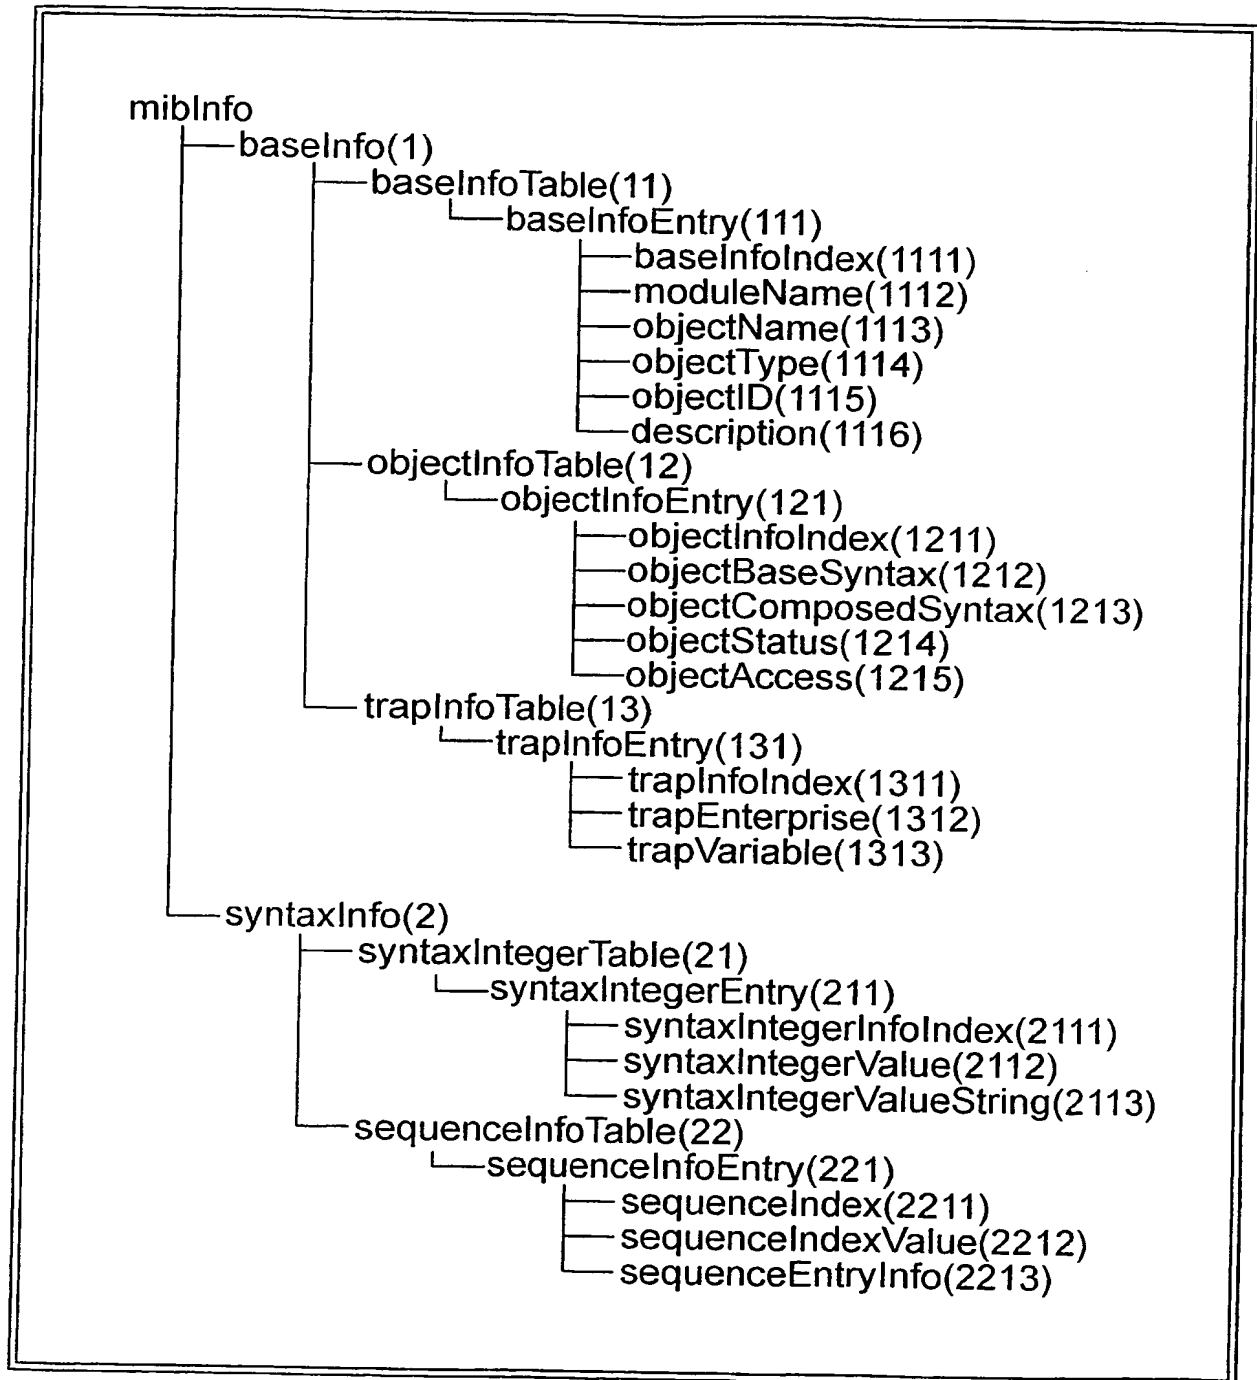 mibInfo
baseInfo(1)
baseInfoTable(11)
baseInfoEntry(111)
baseInfoIndex(1111)
moduleName(1112)
objectName(1113)
objectType(1114)
objectID(1115)
description(1116)
objectInfoTable(12)
objectInfoEntry(121)
objectInfoIndex(1211)
objectBaseSyntax(1212)
objectComposedSyntax(1213)
objectStatus(1214)
objectAccess(1215)
trapInfoTable(13)
trapInfoEntry(131)
trapInfoIndex(1311)
trapEnterprise(1312)
trapVariable(1313)
syntaxInfo(2)
syntaxIntegerTable(21)
syntaxIntegerEntry(211)
syntaxIntegerInfoIndex(2111)
syntaxIntegerValue(2112)
syntaxIntegerValueString(2113)
sequenceInfoTable(22)
sequenceInfoEntry(221)
sequenceIndex(2211)
sequenceIndexValue(2212)
sequenceEntryInfo(2213)